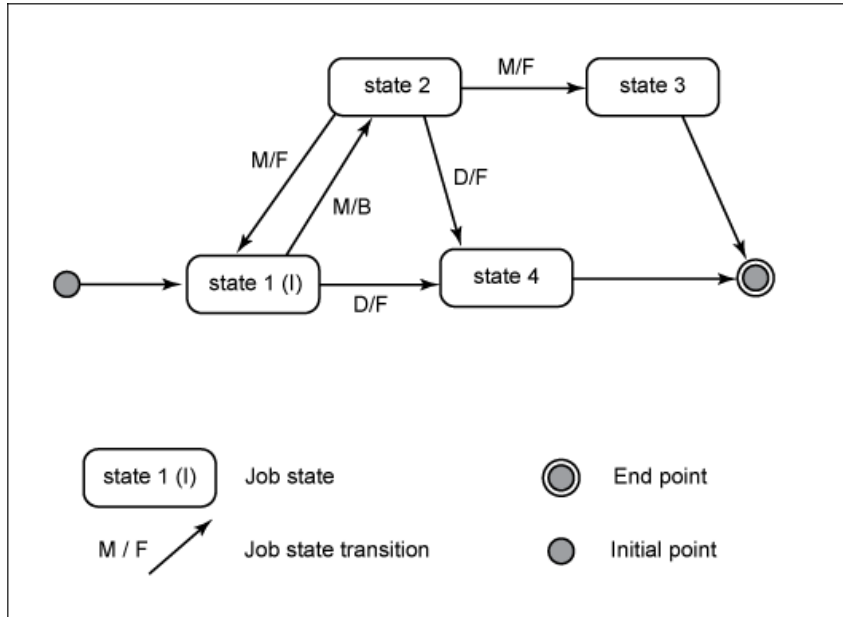 state 2
M/F
state 3
M/F
M/B
D/F
state 1 (I)
D/F
state 4
state 1 (I)
Job state
End point
M / F
Job state transition
Initial point